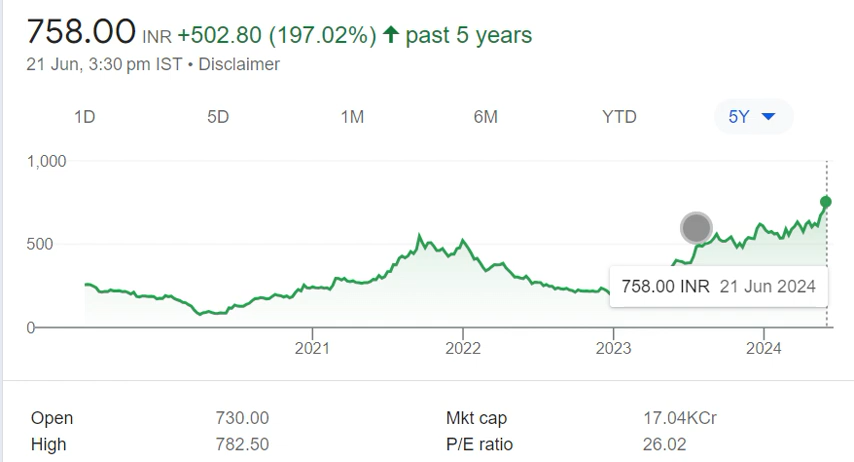 758.00 INR +502.80 (197.02%) ↑ past 5 years
21 Jun, 3:30 pm IST • Disclaimer
1D 5D 1M 6M YTD 5Y
1,000
500
758.00 INR 21 Jun 2024
0
2021 2022 2023 2024
Open 730.00 Mkt cap 17.04KCr
High 782.50 P/E ratio 26.02